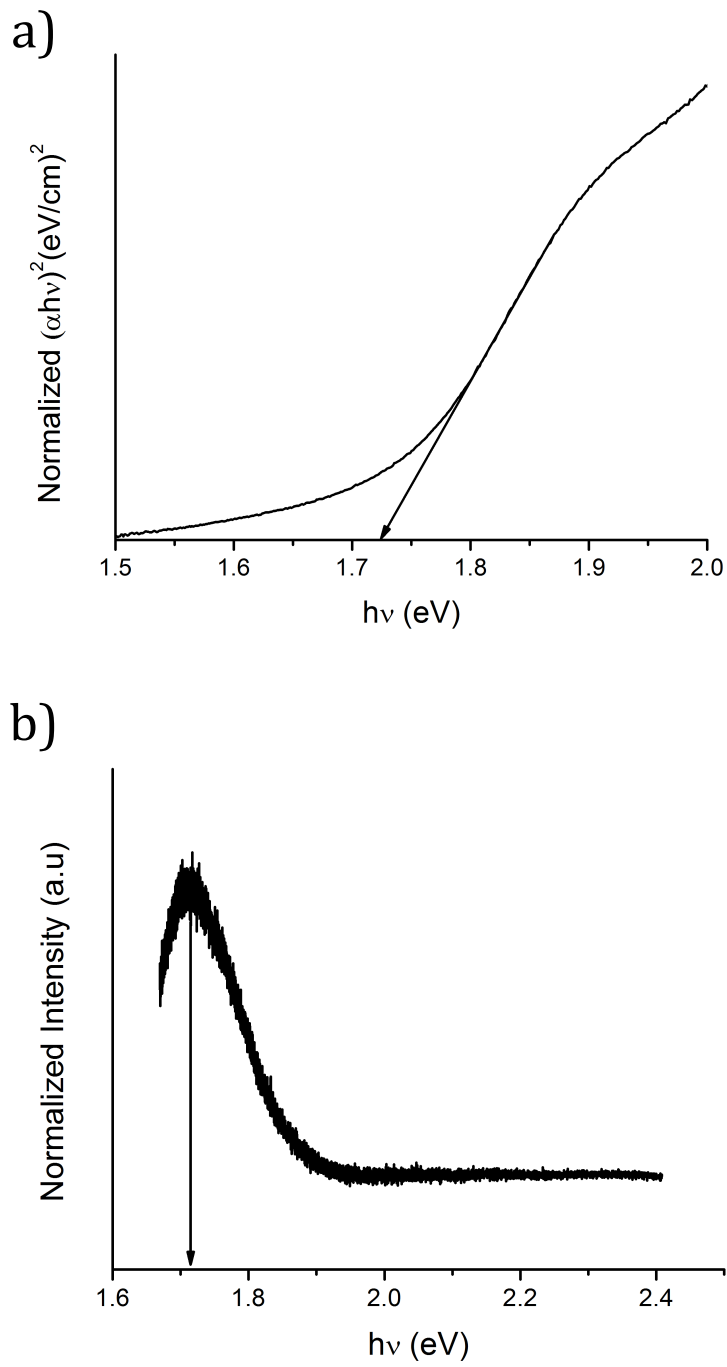 a)
Normalized (αhν)²(eV/cm)²
1.5 1.6 1.7 1.8 1.9 2.0
hν (eV)
b)
Normalized Intensity (a.u)
1.6 1.8 2.0 2.2 2.4
hν (eV)